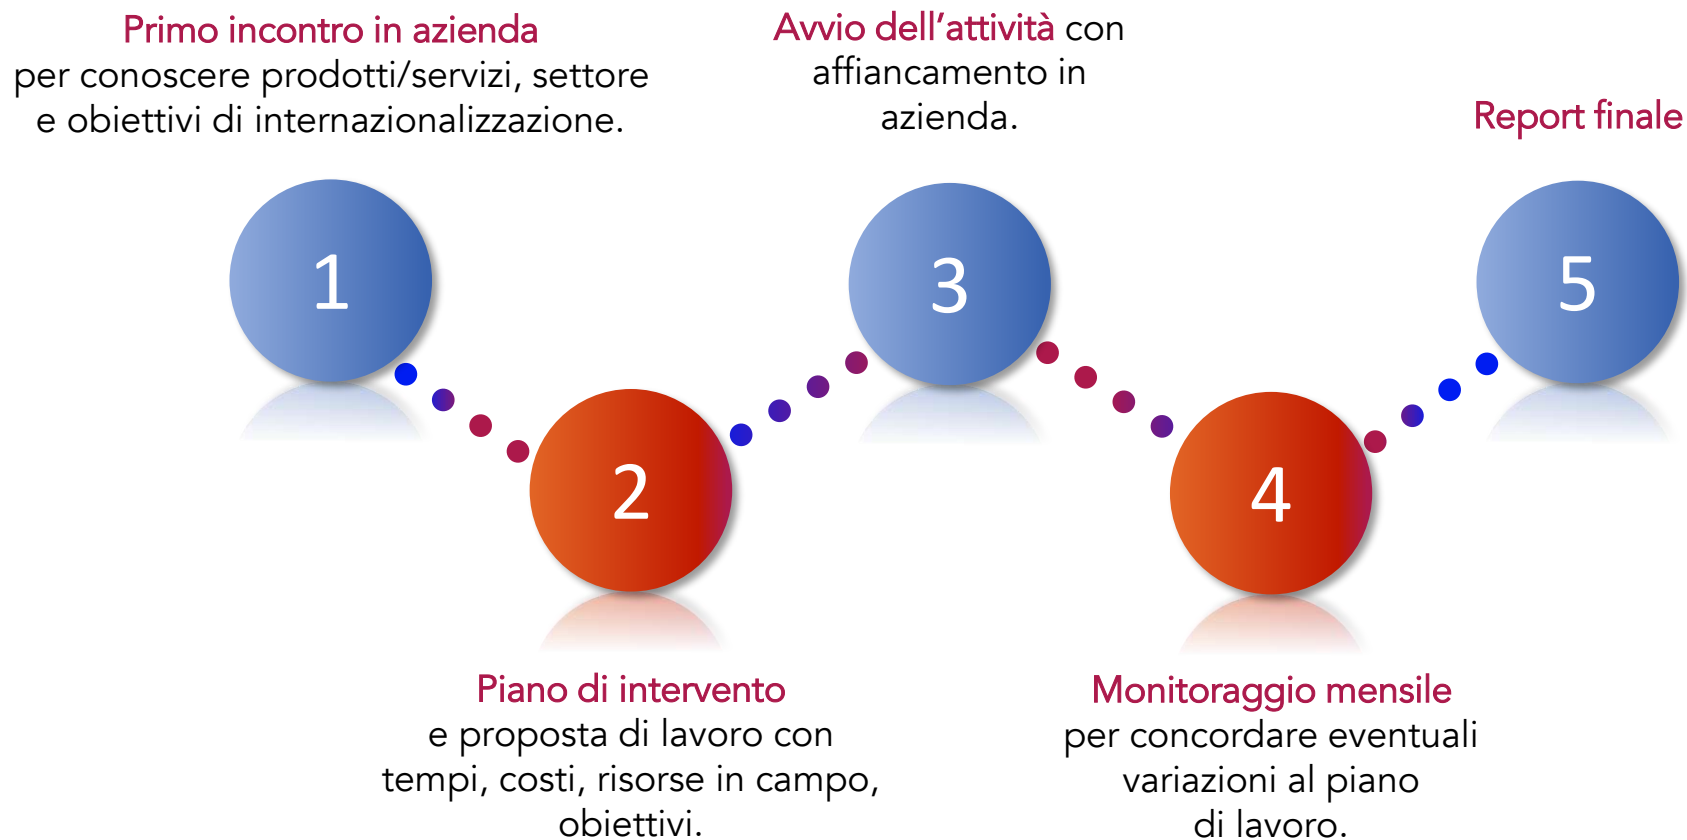 Primo incontro in azienda
per conoscere prodotti/servizi, settore
e obiettivi di internazionalizzazione.
1
Piano di intervento
e proposta di lavoro con
tempi, costi, risorse in campo,
obiettivi.
2
Avvio dell’attività con
affiancamento in
azienda.
3
Monitoraggio mensile
per concordare eventuali
variazioni al piano
di lavoro.
4
Report finale
5